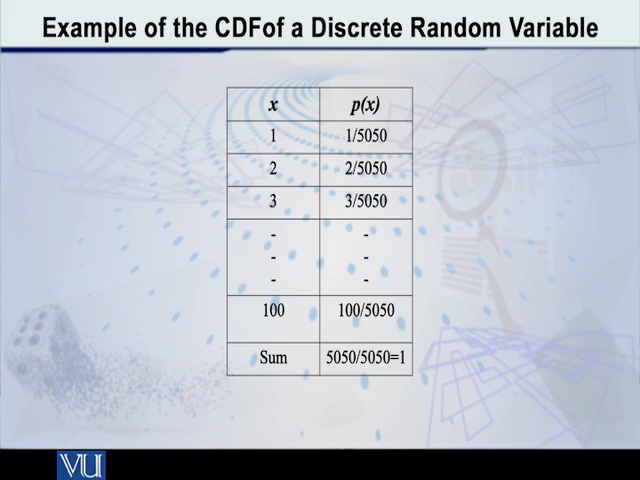 Example of the CDFof a Discrete Random Variable
x p(x)
1 1/5050
2 2/5050
3 3/5050
- -
- -
- -
100 100/5050
Sum 5050/5050=1
VU